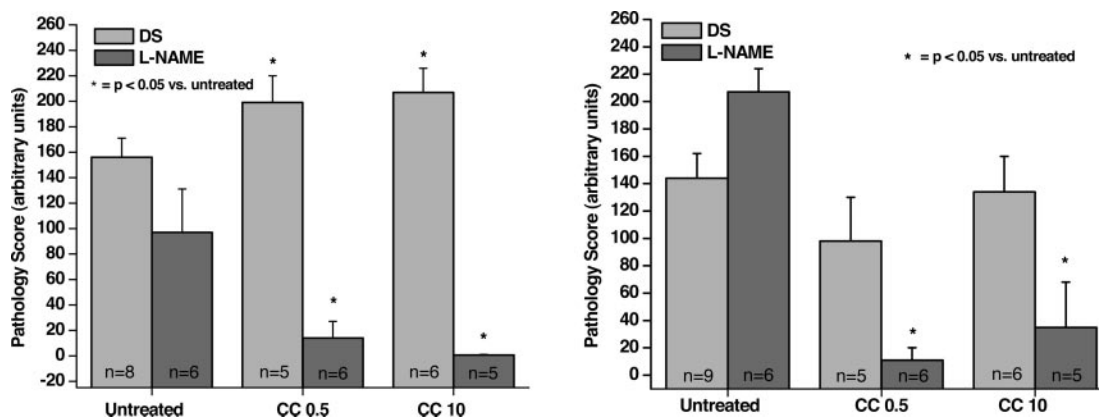 260
240
220
200
180
160
140
120
100
80
60
40
20
0
-20
Pathology Score (arbitrary units)
DS
L-NAME
* = p < 0.05 vs. untreated
*
*
*
*
n=8
n=6
n=5
n=6
n=6
n=5
Untreated
CC 0.5
CC 10
260
240
220
200
180
160
140
120
100
80
60
40
20
0
Pathology Score (arbitrary units)
DS
L-NAME
* = p < 0.05 vs. untreated
*
*
n=9
n=6
n=5
n=6
n=6
n=5
Untreated
CC 0.5
CC 10